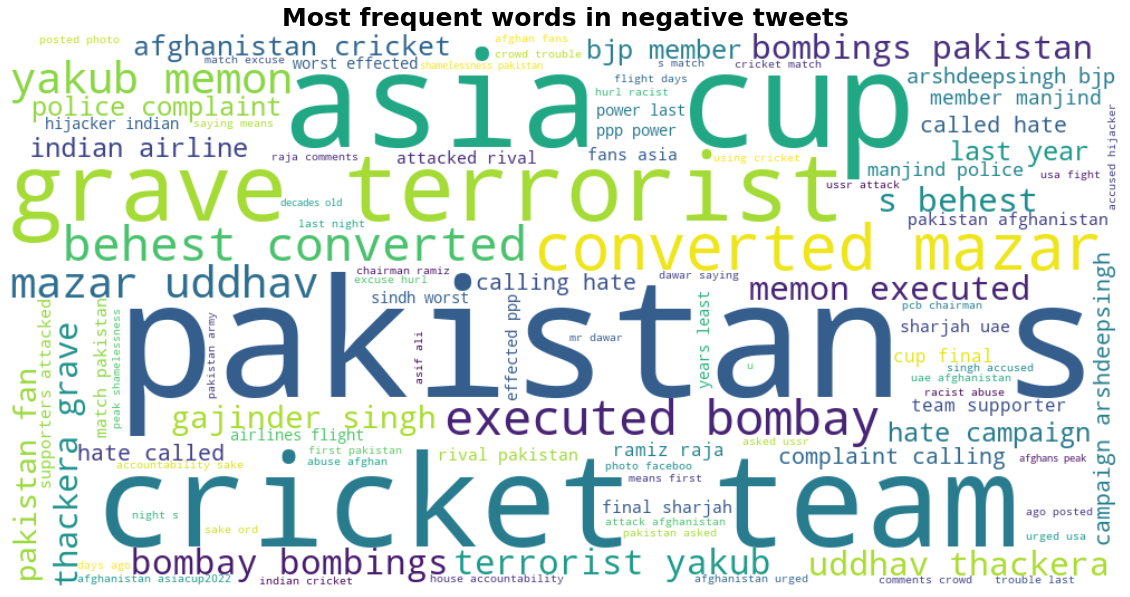 Most frequent words in negative tweets
posted photo
afghanistan cricket
afghan fans
crowd trouble
bjp member
bombings pakistan
match excuse
worst effected
shamelessness pakistan
s match
cricket match
yakub memon
asia cup
flight days
arshdeepsingh bjp
hurl racist
member manjind
police complaint
power last
hijacker indian
saying means
ppp power
called hate
indian airline
raja comments
attacked rival
fans asia
using cricket
last year
accused hijacker
grave terrorist
manjind police
usa fight
ussr attack
decades old
s behest
last night
pakistan afghanistan
behest converted
converted mazar
mazar uddhav
chairman ramiz
excuse hurl
calling hate
dawar saying
memon executed
sindh worst
pakistan s
pcb chairman
sharjah uae
pakistan army
asif ali
effected ppp
mr dawar
years least
u
cup final
singh accused
uae afghanistan
racist abuse
team supporter
campaign arshdeepsingh
pakistan fan
supporters attacked
thackera grave
match pakistan
peak shamelessness
gajinder singh
executed bombay
hate campaign
airlines flight
hate called
first pakistan
abuse afghan
rival pakistan
ramiz raja
asked ussr
complaint calling
afghans peak
accountability sake
photo faceboo
means first
cricket team
night s
sake ord
final sharjah
attack afghanistan
pakistan asked
ago posted
urged usa
days ago
bombay bombings
terrorist yakub
uddhav thackera
afghanistan asiacup2022
indian cricket
house accountability
afghanistan urged
comments crowd
trouble last